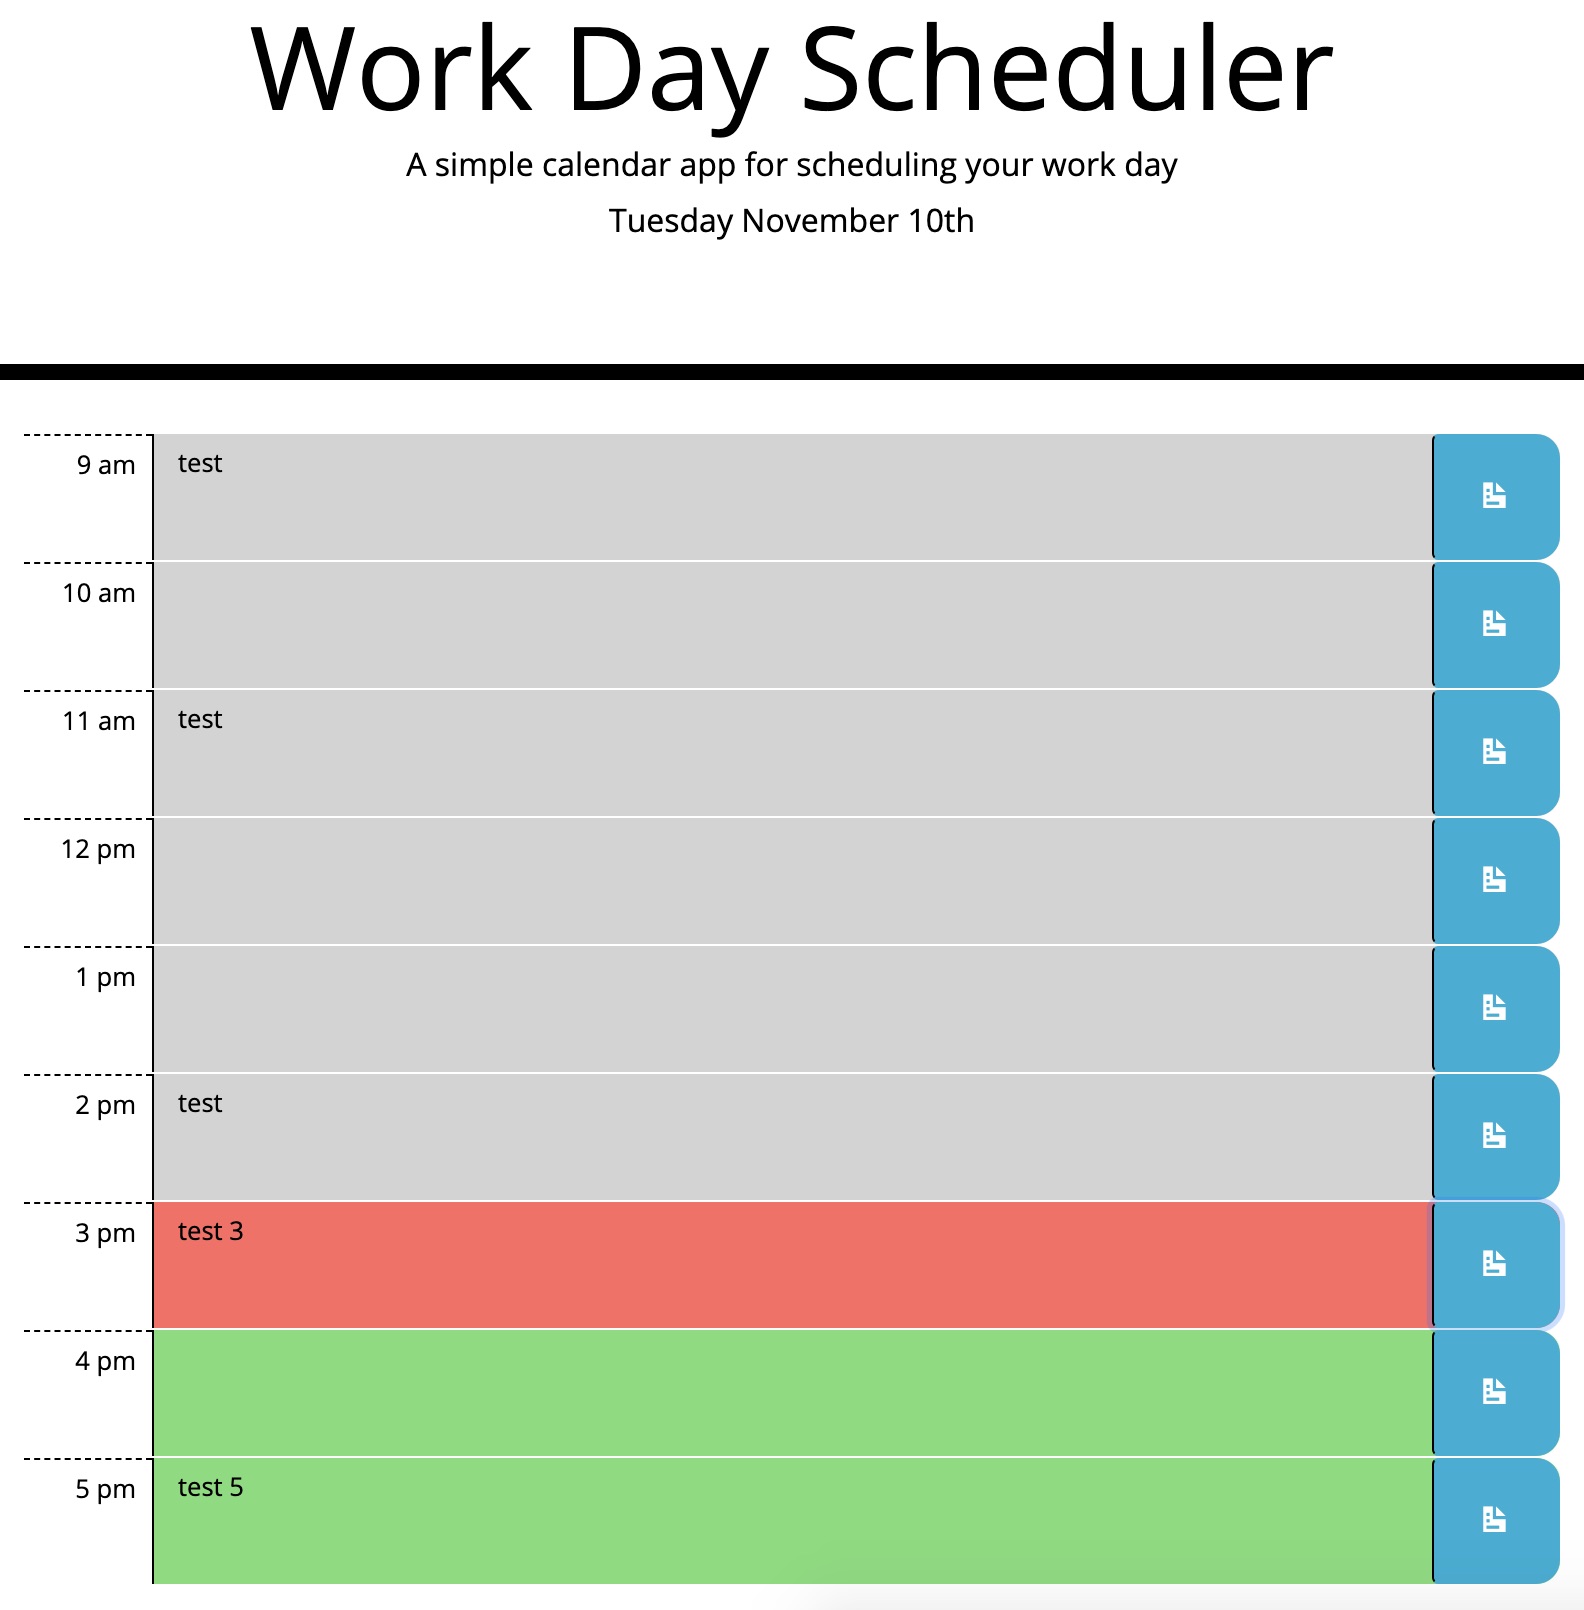 Work Day Scheduler
A simple calendar app for scheduling your work day
Tuesday November 10th
9 am test
10 am
11 am test
12 pm
1 pm
2 pm test
3 pm test 3
4 pm
5 pm test 5